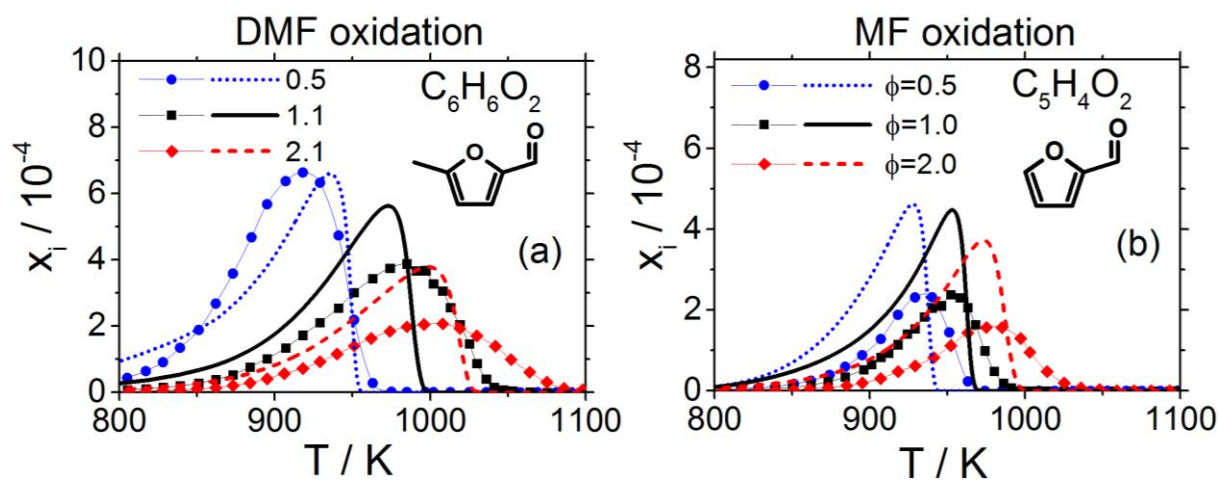 DMF oxidation
10
8
6
4
2
0
800
900
1000
1100
x_i / 10^-4
T / K
0.5
1.1
2.1
C_6H_6O_2
O
O
(a)
MF oxidation
8
6
4
2
0
800
900
1000
1100
x_i / 10^-4
T / K
ϕ=0.5
ϕ=1.0
ϕ=2.0
C_5H_4O_2
O
O
(b)